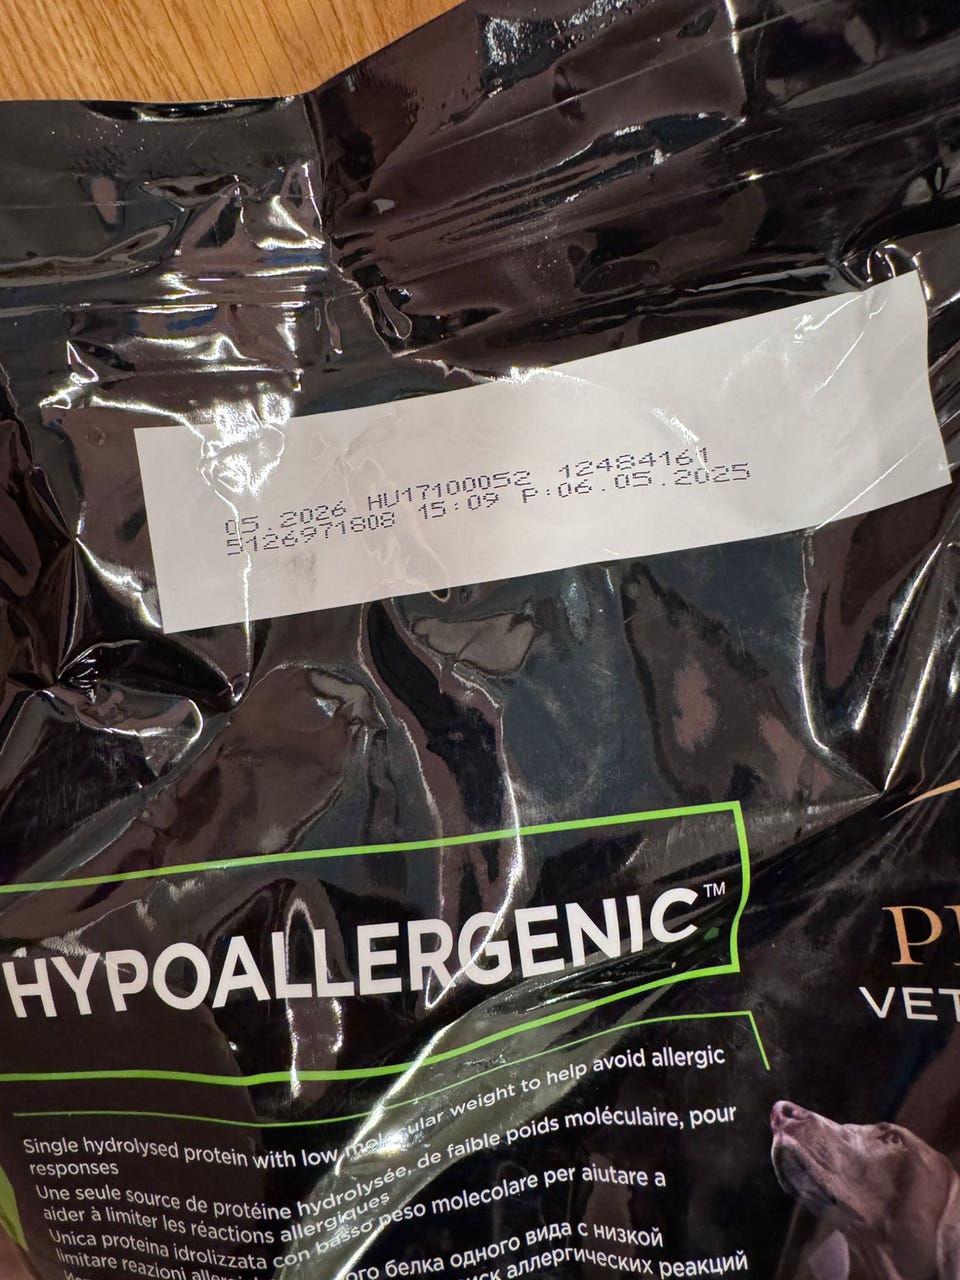 05.2026 HU17100052 12484161
5126971808 15:09 P:06.05.2025
HYPOALLERGENIC™
Single hydrolysed protein with low molecular weight to help avoid allergic
responses
Une seule source de protéine hydrolysée, de faible poids moléculaire, pour
aider à limiter les réactions allergiques
Unica proteina idrolizzata con basso peso molecolare per aiutare a
limitare reazioni
белка одного вида с низкой
аллергических реакций
VET